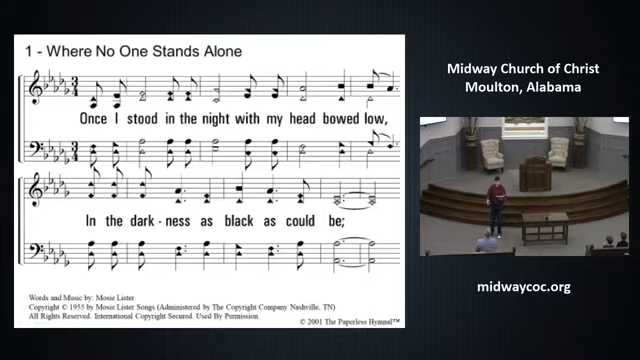 1 - Where No One Stands Alone
Once I stood in the night with my head bowed low,
In the dark - ness as black as could be;
Words and Music by: Mosie Lister
Copyright © 1955 by Mosie Lister Songs (Administered by The Copyright Company Nashville, TN)
All Rights Reserved. International Copyright Secured. Used By Permission.
© 2001 The Paperless Hymnal™
Midway Church of Christ
Moulton, Alabama
midwaycoc.org